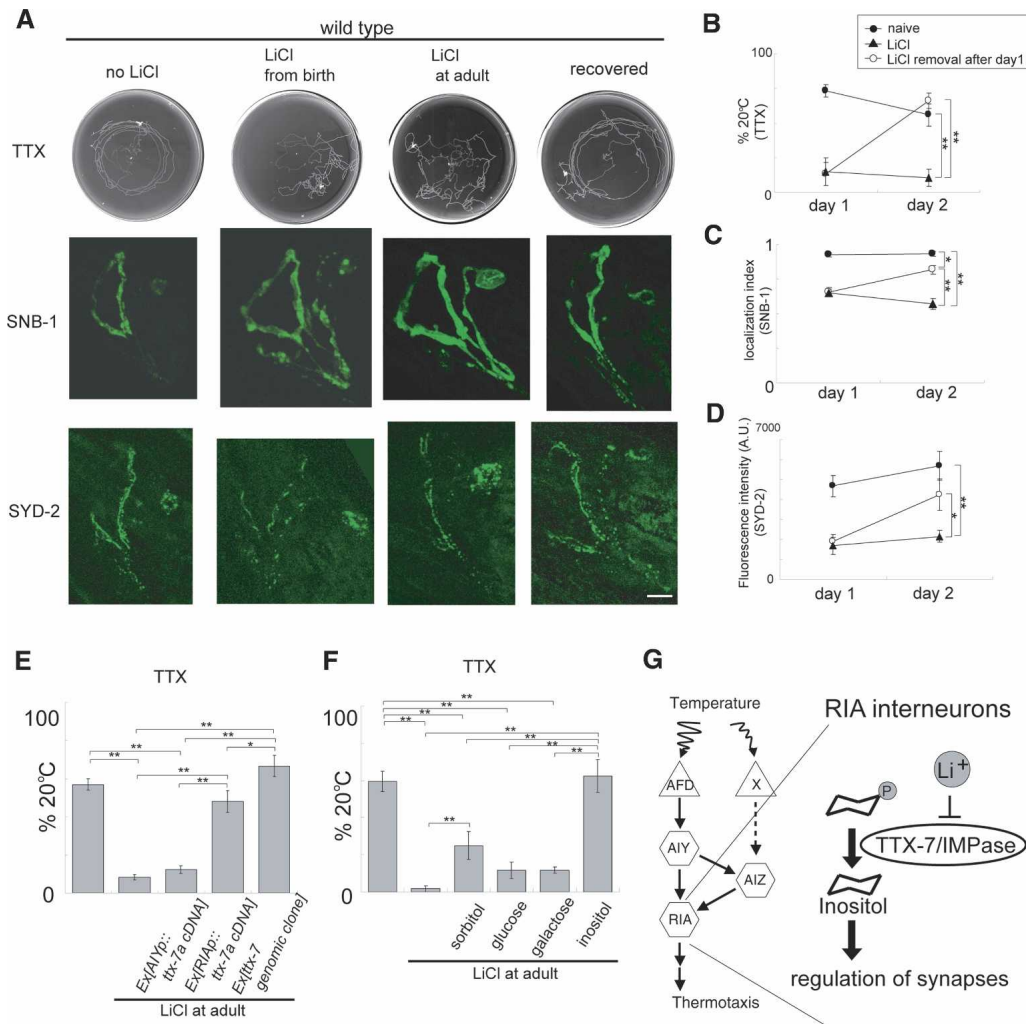 A
wild type
no LiCl
LiCl
from birth
LiCl
at adult
recovered
TTX
SNB-1
SYD-2
B
naive
LiCl
LiCl removal after day1
100
% 20°C
(TTX)
0
**
**
day 1
day 2
C
1
localization index
(SNB-1)
0
*
**
**
day 1
day 2
D
7000
Fluorescence intensity (A.U.)
(SYD-2)
0
*
**
day 1
day 2
E
TTX
100
% 20°C
0
**
**
**
**
*
**
**
Ex[AIYp::
ttx-7a cDNA]
Ex[RIAp::
ttx-7a cDNA]
Ex[ttx-7
genomic clone]
LiCl at adult
F
TTX
100
% 20°C
0
**
**
**
**
**
**
**
**
**
sorbitol
glucose
galactose
inositol
LiCl at adult
G
Temperature
AFD
X
AIY
AIZ
RIA
Thermotaxis
RIA interneurons
Li+
P
TTX-7/IMPase
Inositol
regulation of synapses